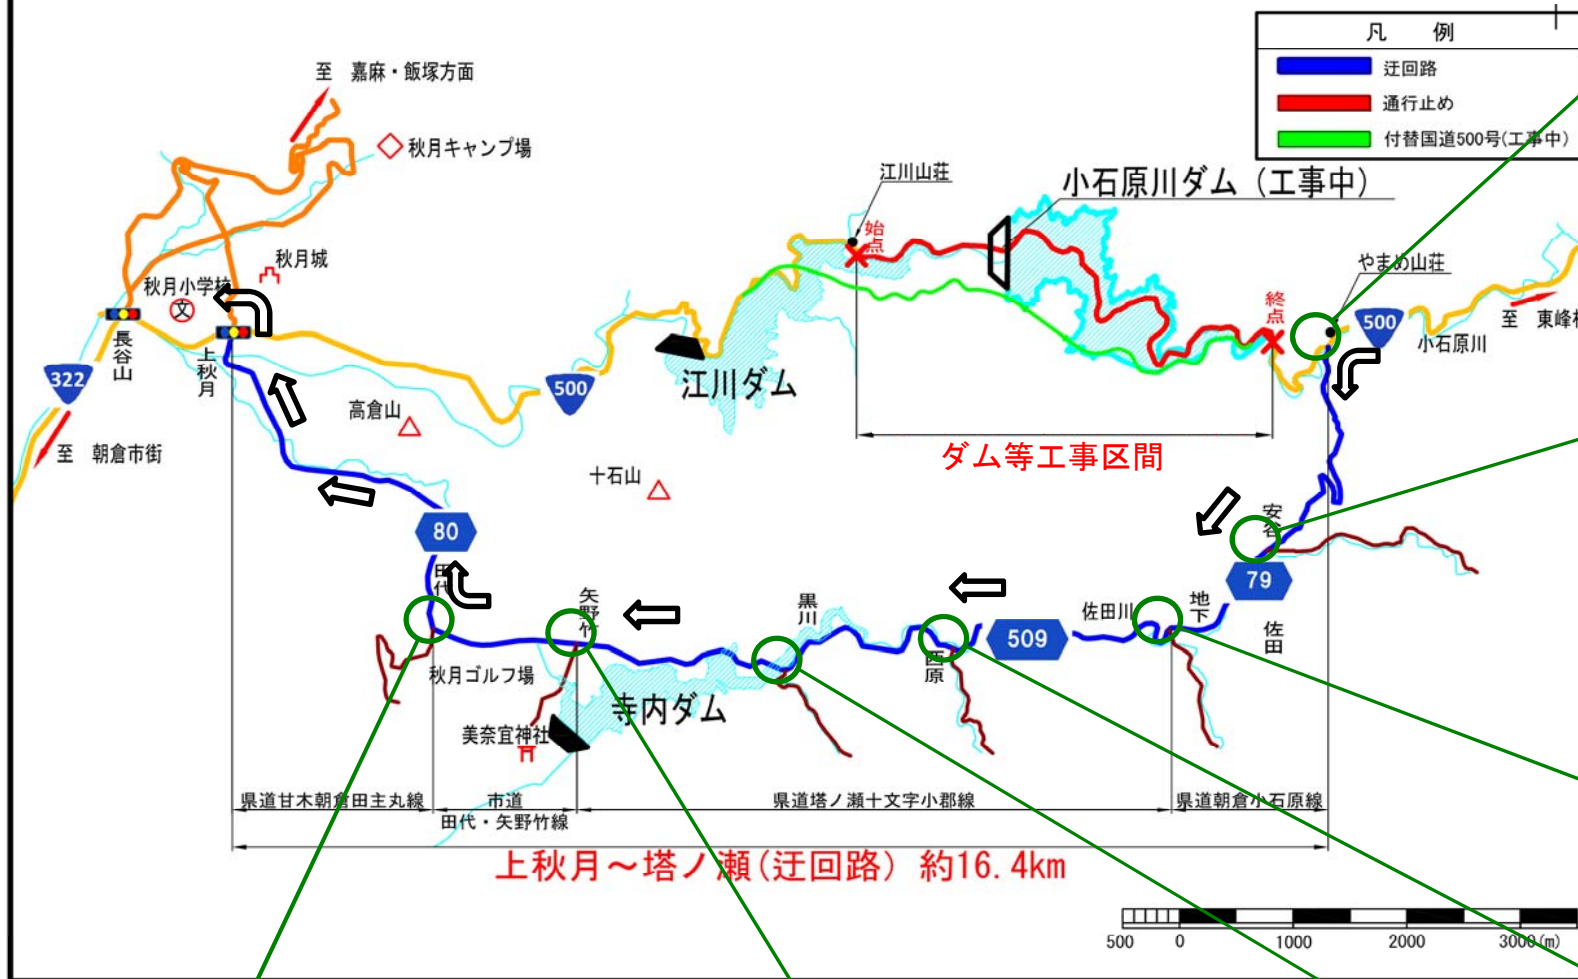 凡 例
迂回路
通行止め
付替国道500号(工事中)
至 嘉麻・飯塚方面
秋月キャンプ場
江川山荘
小石原川ダム(工事中)
始点
秋月城
やまめ山荘
秋月小学校
文
終点
500
至 東峰村
小石原川
長谷山
上秋月
322
500
江川ダム
高倉山
至 朝倉市街
ダム等工事区間
十石山
安谷
80
79
田代
矢野竹
黒川
佐田川
地下
509
佐田
西原
秋月ゴルフ場
寺内ダム
美奈宜神社
県道甘木朝倉田主丸線
市道
田代・矢野竹線
県道塔ノ瀬十文字小郡線
県道朝倉小石原線
上秋月～塔ノ瀬(迂回路) 約16.4km
500 0 1000 2000 3000(m)